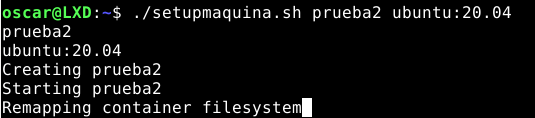 oscar@LXD:~$ ./setupmaquina.sh prueba2 ubuntu:20.04
prueba2
ubuntu:20.04
Creating prueba2
Starting prueba2
Remapping container filesystem